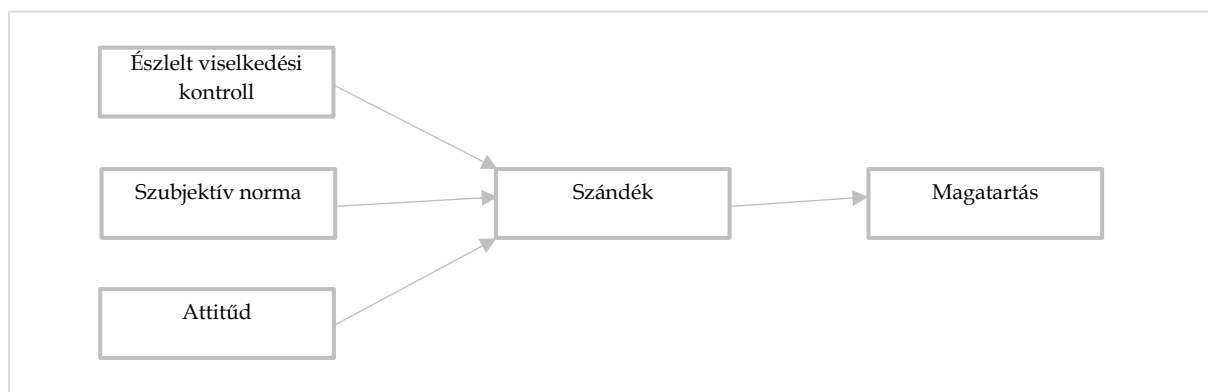 Észlelt viselkedési
kontroll
Szubjektív norma
Szándék
Magatartás
Attitűd